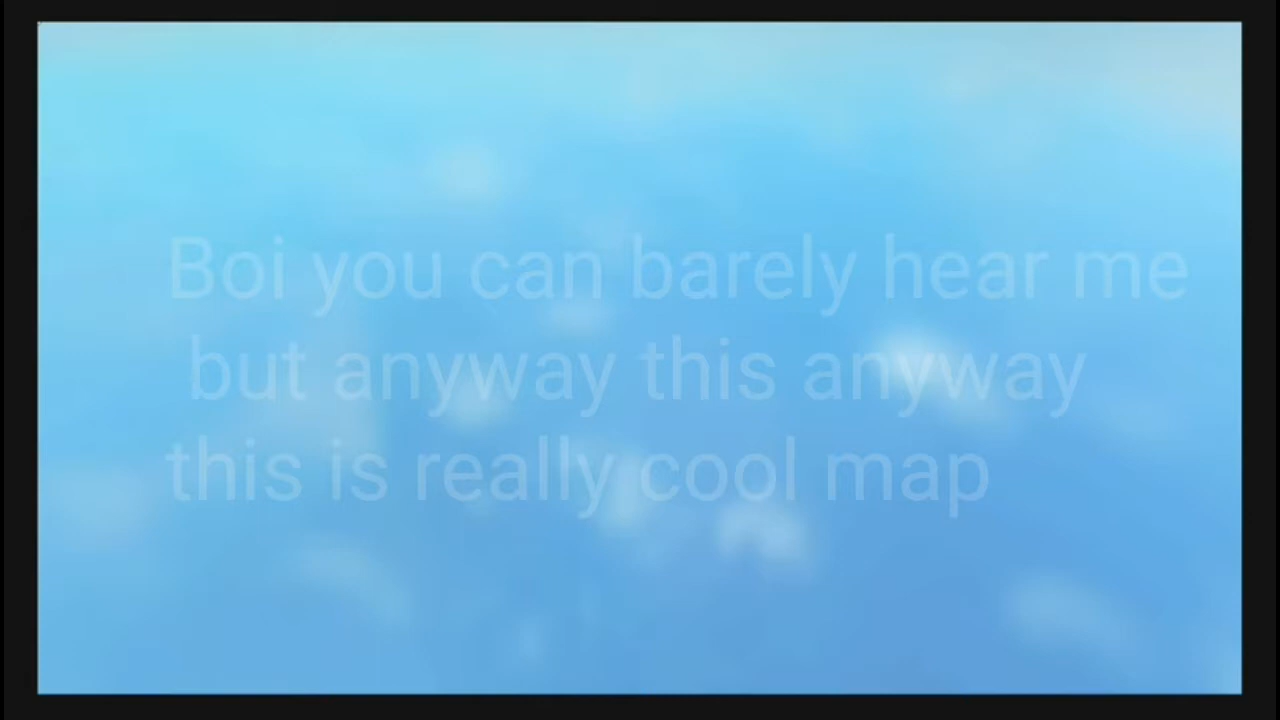 Boi you can barely hear me
but anyway this anyway
this is really cool map